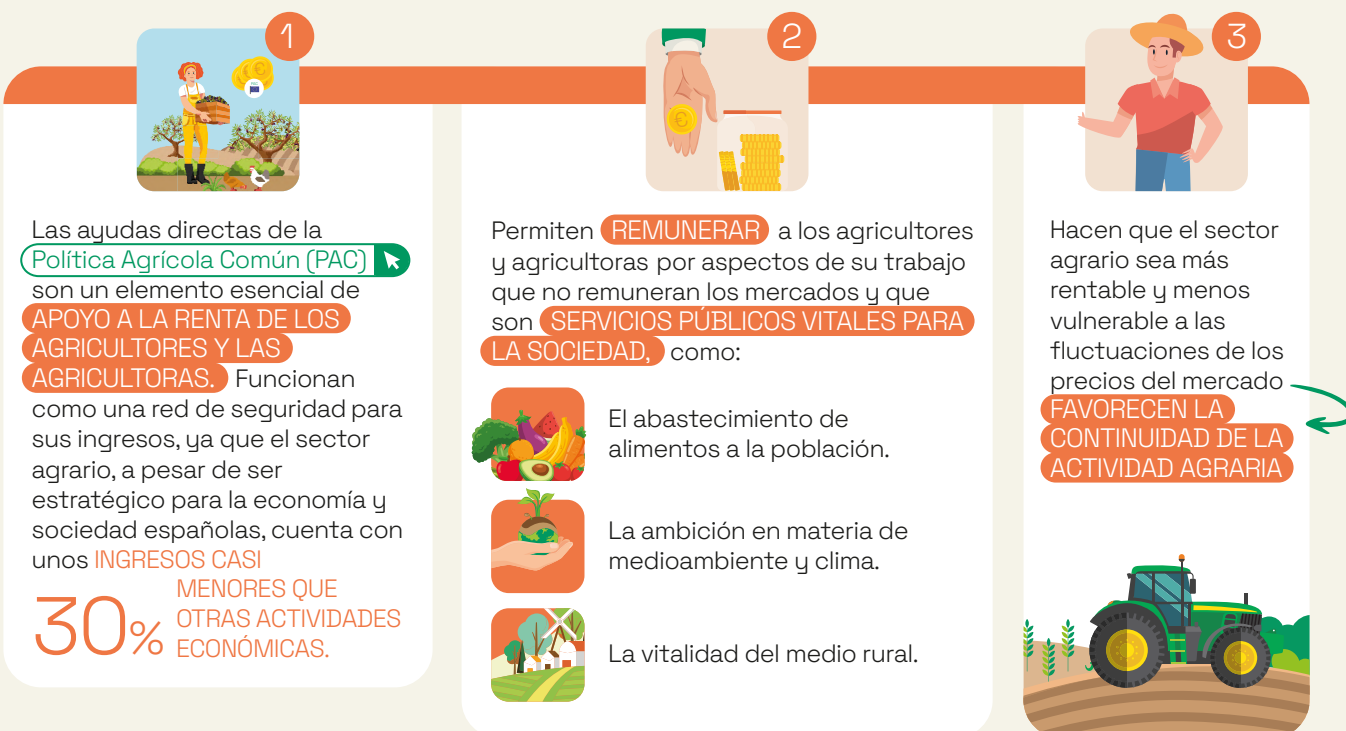 1
Las ayudas directas de la
Política Agrícola Común (PAC)
son un elemento esencial de
APOYO A LA RENTA DE LOS
AGRICULTORES Y LAS
AGRICULTORAS. Funcionan
como una red de seguridad para
sus ingresos, ya que el sector
agrario, a pesar de ser
estratégico para la economía y
sociedad españolas, cuenta con
unos INGRESOS CASI
30% MENORES QUE
OTRAS ACTIVIDADES
ECONÓMICAS.
2
Permiten REMUNERAR a los agricultores
y agricultoras por aspectos de su trabajo
que no remuneran los mercados y que
son SERVICIOS PÚBLICOS VITALES PARA
LA SOCIEDAD, como:
El abastecimiento de
alimentos a la población.
La ambición en materia de
medioambiente y clima.
La vitalidad del medio rural.
3
Hacen que el sector
agrario sea más
rentable y menos
vulnerable a las
fluctuaciones de los
precios del mercado
FAVORECEN LA
CONTINUIDAD DE LA
ACTIVIDAD AGRARIA